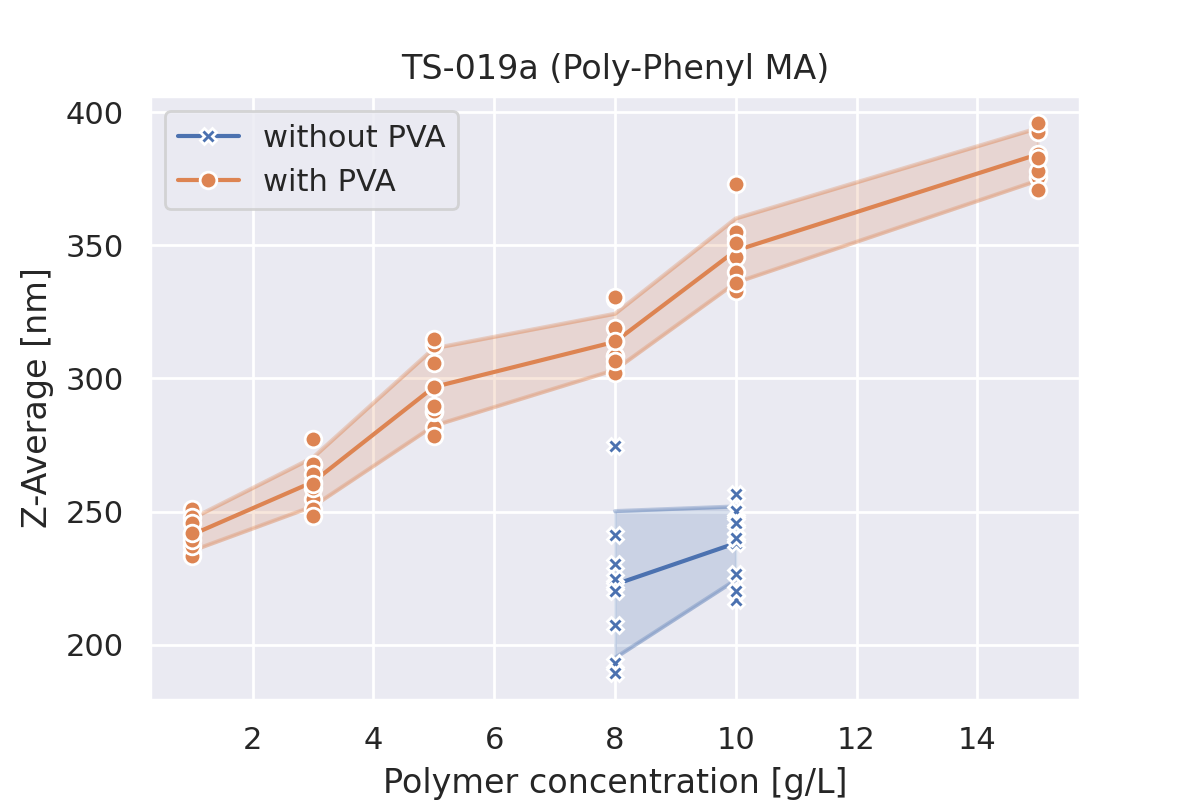 TS-019a (Poly-Phenyl MA)
without PVA
with PVA
Z-Average [nm]
400
350
300
250
200
2 4 6 8 10 12 14
Polymer concentration [g/L]